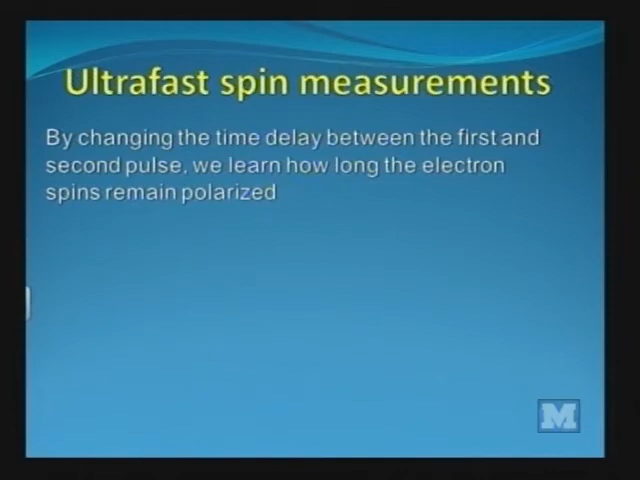 Ultrafast spin measurements
By changing the time delay between the first and
second pulse, we learn how long the electron
spins remain polarized
M